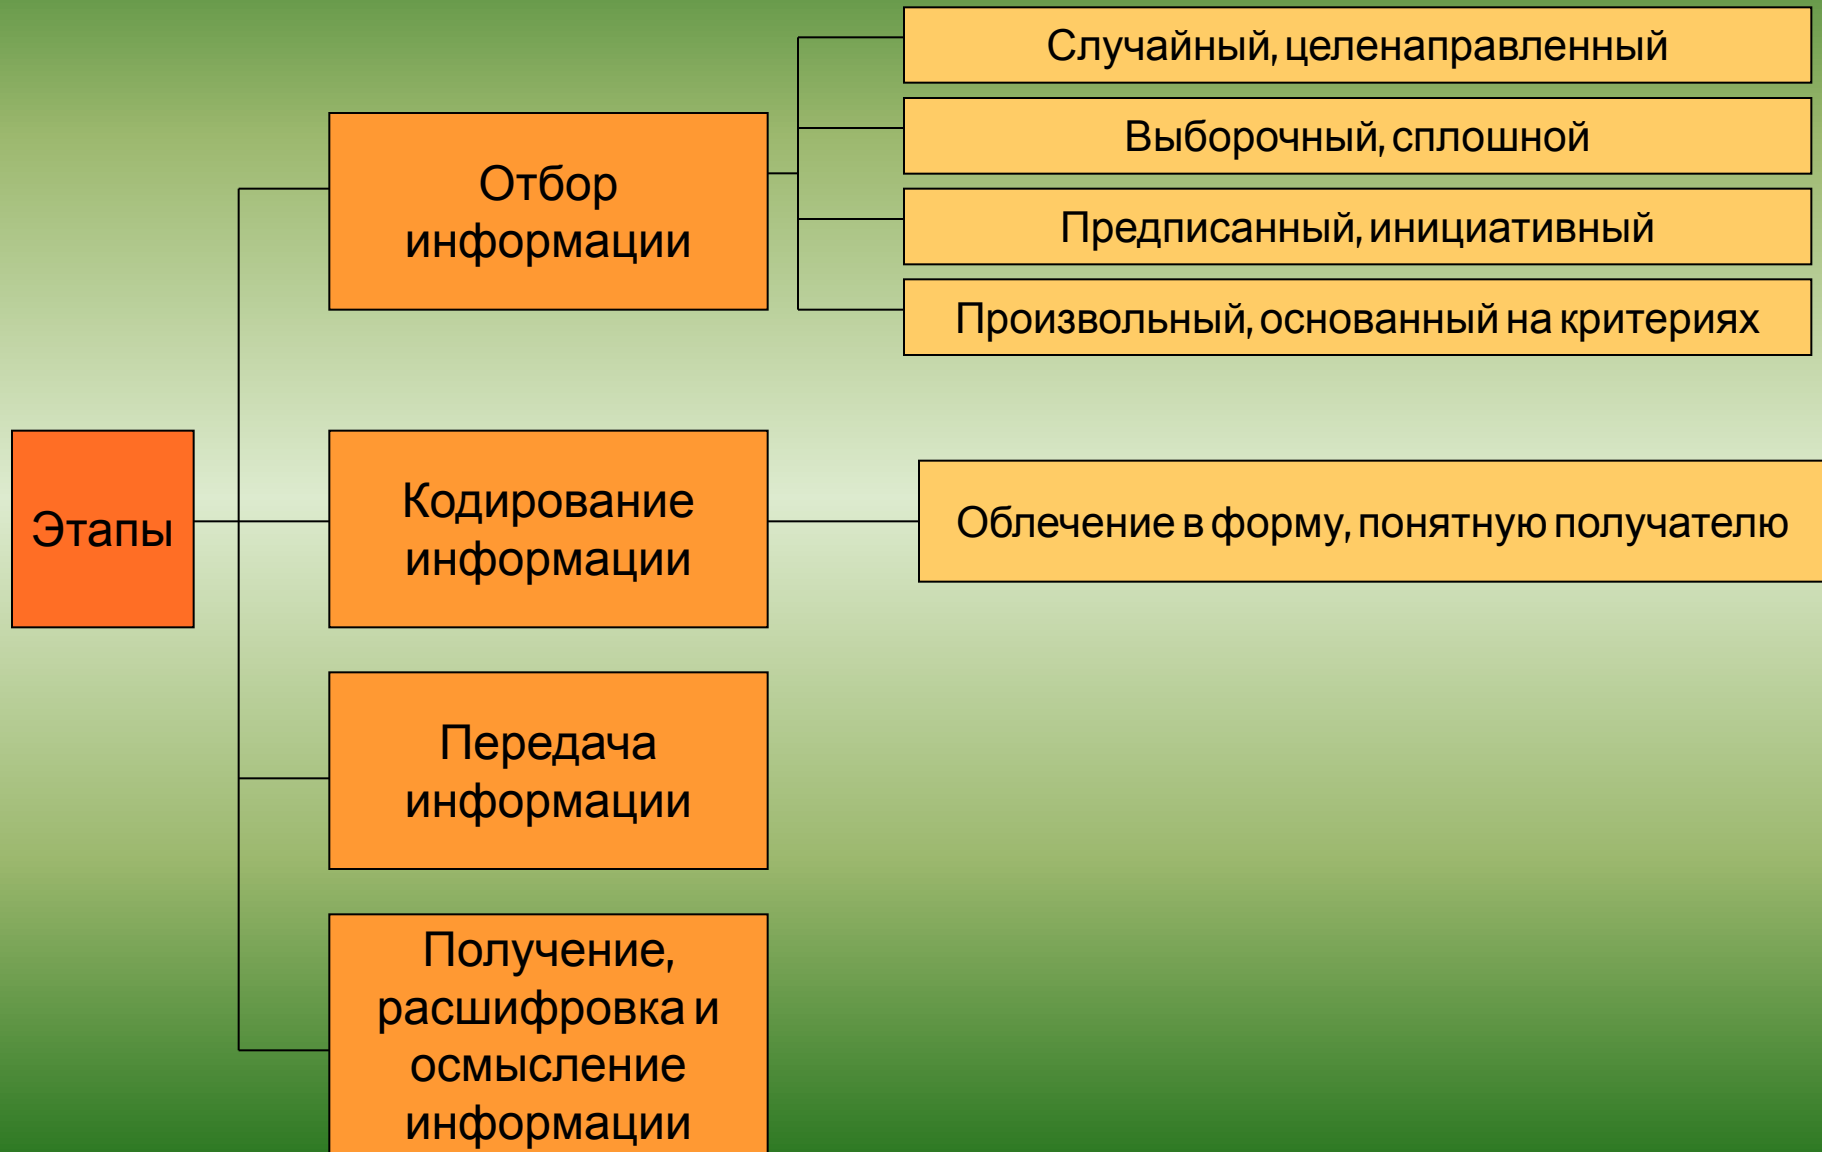 Этапы
Отбор
информации
Случайный, целенаправленный
Выборочный, сплошной
Предписанный, инициативный
Произвольный, основанный на критериях
Кодирование
информации
Облечение в форму, понятную получателю
Передача
информации
Получение,
расшифровка и
осмысление
информации